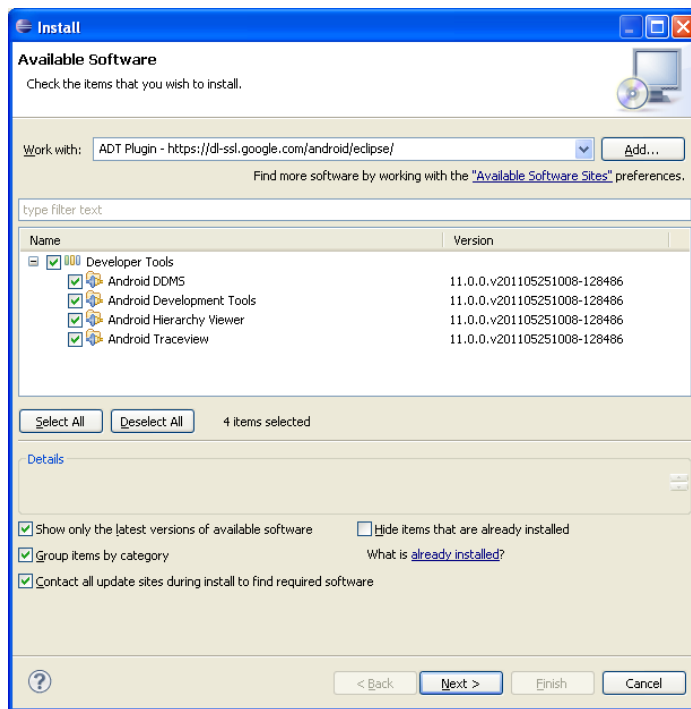 Install
Available Software
Check the items that you wish to install.
Work with: ADT Plugin - https://dl-ssl.google.com/android/eclipse/ Add...
Find more software by working with the "Available Software Sites" preferences.
type filter text
Name Version
Developer Tools
Android DDMS 11.0.0.v201105251008-128486
Android Development Tools 11.0.0.v201105251008-128486
Android Hierarchy Viewer 11.0.0.v201105251008-128486
Android Traceview 11.0.0.v201105251008-128486
Select All Deselect All 4 items selected
Details
Show only the latest versions of available software Hide items that are already installed
Group items by category What is already installed?
Contact all update sites during install to find required software
? < Back Next > Finish Cancel